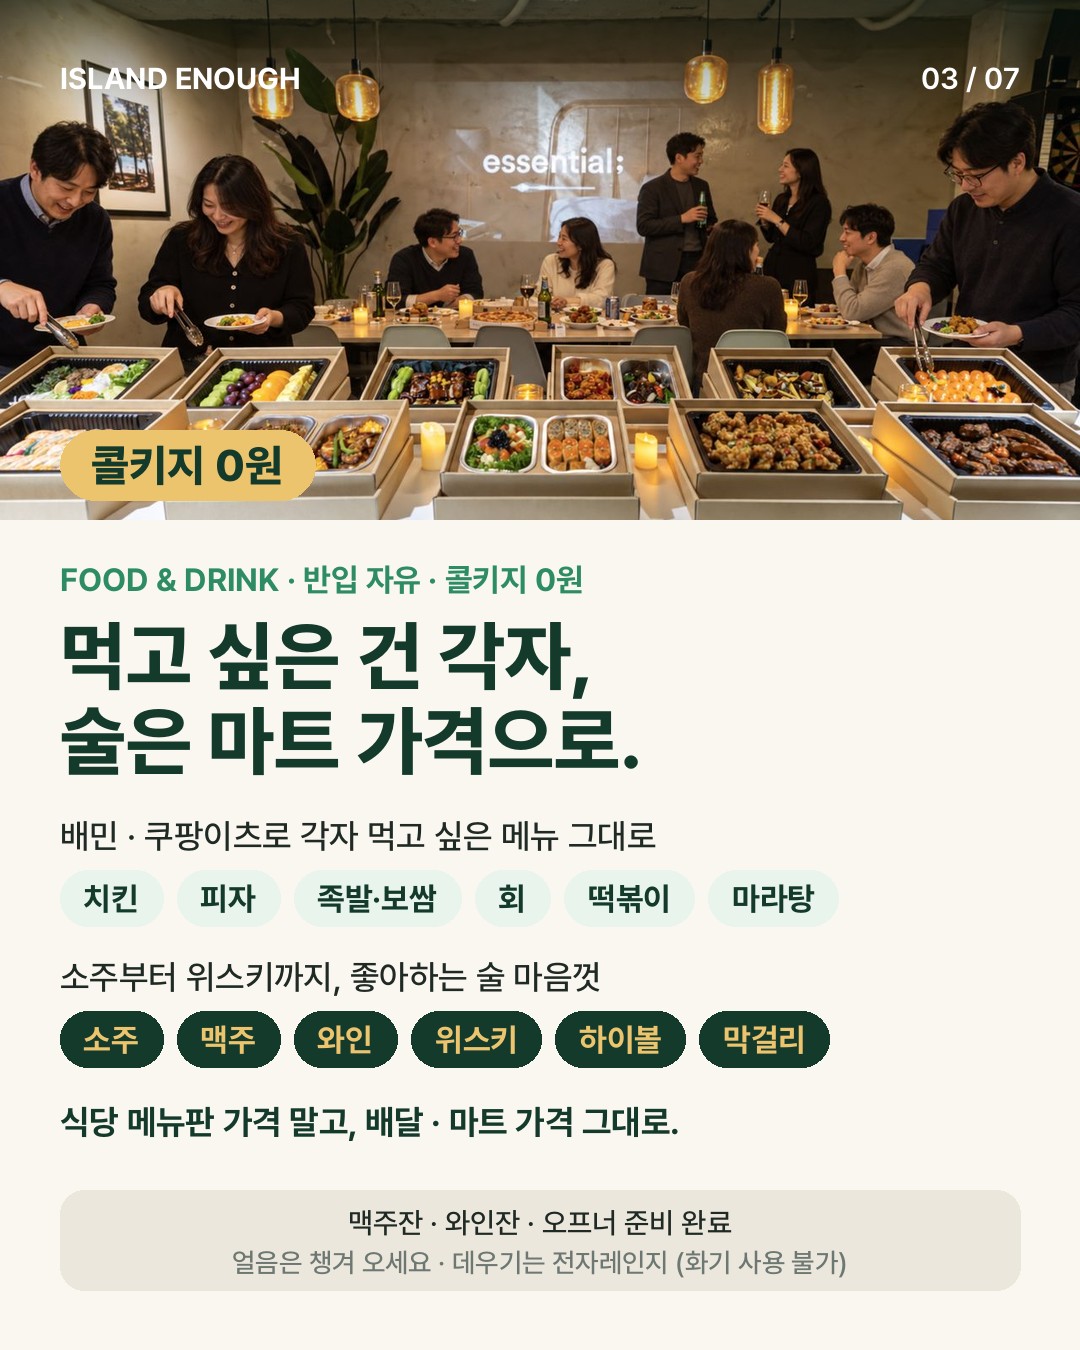 ISLAND ENOUGH
03 / 07
essential;
콜키지 0원
FOOD & DRINK · 반입 자유 · 콜키지 0원
먹고 싶은 건 각자,
술은 마트 가격으로.
배민 · 쿠팡이츠로 각자 먹고 싶은 메뉴 그대로
치킨 피자 족발·보쌈 회 떡볶이 마라탕
소주부터 위스키까지, 좋아하는 술 마음껏
소주 맥주 와인 위스키 하이볼 막걸리
식당 메뉴판 가격 말고, 배달 · 마트 가격 그대로.
맥주잔 · 와인잔 · 오프너 준비 완료
얼음은 챙겨 오세요 · 데우기는 전자레인지 (화기 사용 불가)